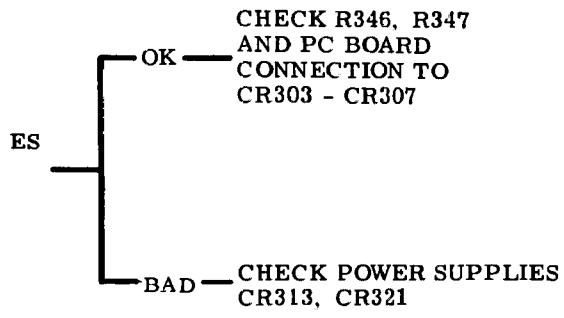 CHECK R346, R347
AND PC BOARD
OK
CONNECTION TO
CR303 - CR307
ES
BAD
CHECK POWER SUPPLIES
CR313, CR321